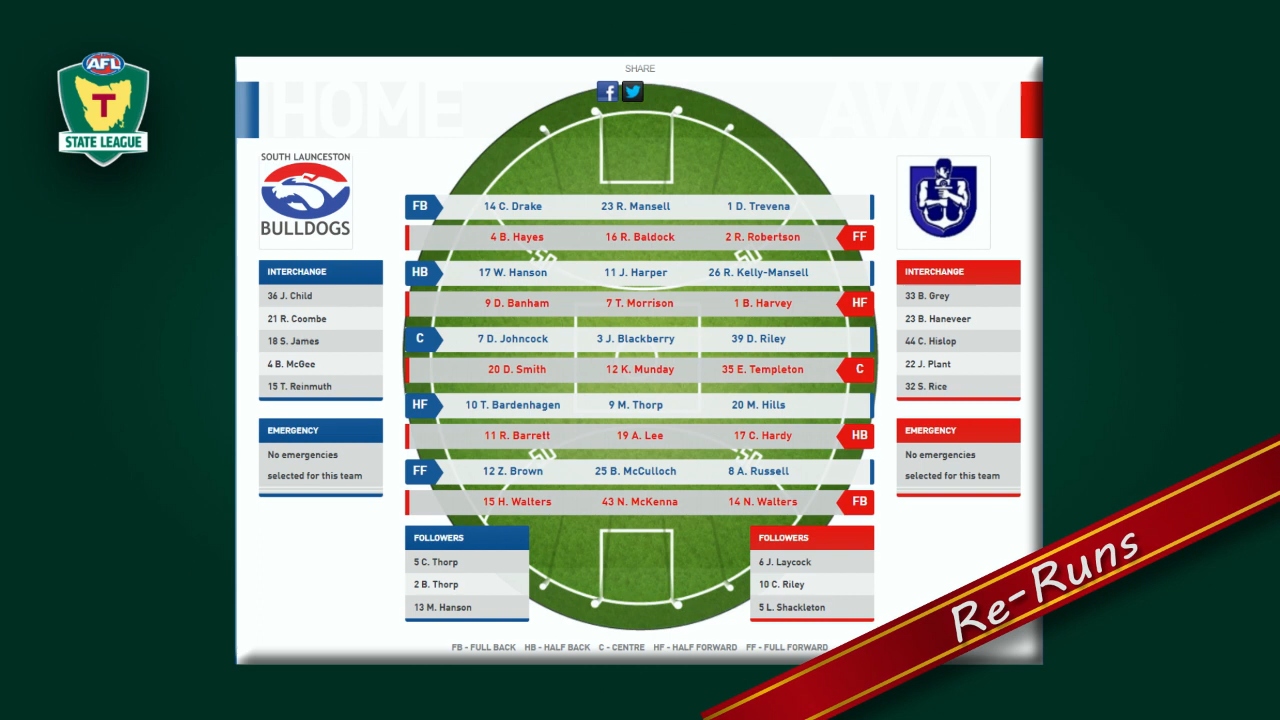 AFL
T
STATE LEAGUE
SHARE
HOME
AWAY
SOUTH LAUNCESTON
BULLDOGS
FB 14 C. Drake 23 R. Mansell 1 D. Trevena
4 B. Hayes 16 R. Baldock 2 R. Robertson FF
HB 17 W. Hanson 11 J. Harper 26 R. Kelly-Mansell
9 D. Banham 7 T. Morrison 1 B. Harvey HF
C 7 D. Johncock 3 J. Blackberry 39 D. Riley
20 D. Smith 12 K. Munday 35 E. Templeton C
HF 10 T. Bardenhagen 9 M. Thorp 20 M. Hills
11 R. Barrett 19 A. Lee 17 C. Hardy HB
FF 12 Z. Brown 25 B. McCulloch 8 A. Russell
15 H. Walters 43 N. McKenna 14 N. Walters FB
INTERCHANGE
36 J. Child
21 R. Coombe
18 S. James
4 B. McGee
15 T. Reinmuth
EMERGENCY
No emergencies
selected for this team
INTERCHANGE
33 B. Grey
23 B. Haneveer
44 C. Hislop
22 J. Plant
32 S. Rice
EMERGENCY
No emergencies
selected for this team
50 50
50 50
FOLLOWERS
5 C. Thorp
2 B. Thorp
13 M. Hanson
FOLLOWERS
6 J. Laycock
10 C. Riley
5 L. Shackleton
FB - FULL BACK HB - HALF BACK C - CENTRE HF - HALF FORWARD FF - FULL FORWARD
Re-Runs